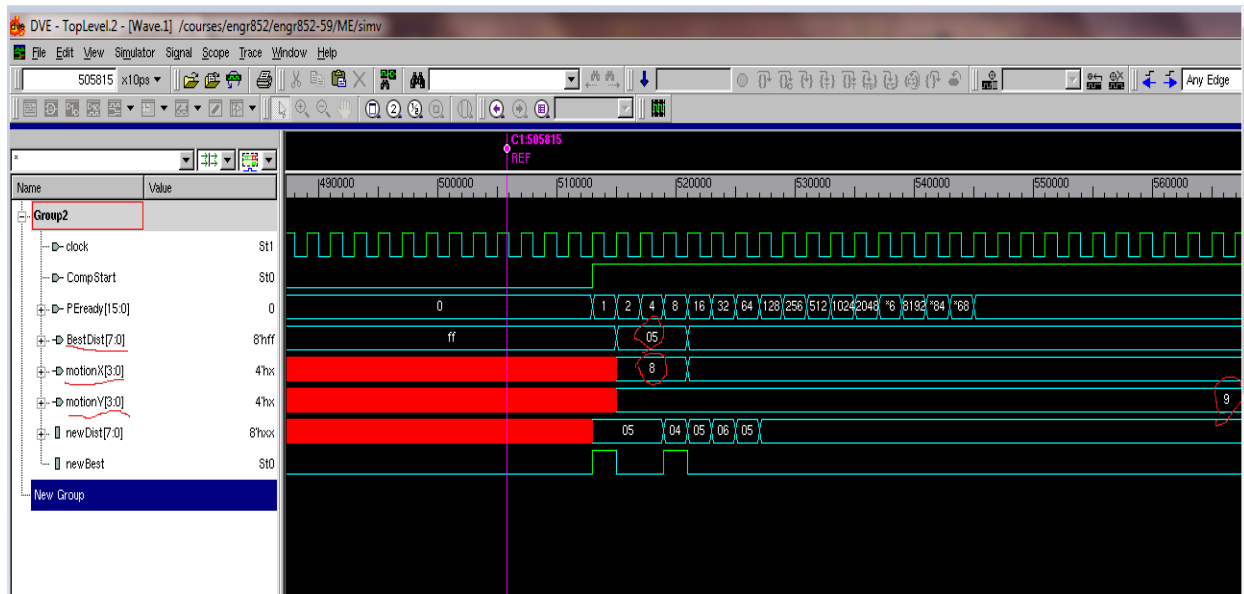 DVE - TopLevel.2 - [Wave.1] /courses/engr852/engr852-59/ME/simv
File Edit View Simulator Signal Scope Trace Window Help
505815 x10ps Any Edge
C1:505815
REF
*
Name Value 490000 500000 510000 520000 530000 540000 550000 560000
Group2
clock St1
CompStart St0
PEready[15:0] 0 0 1 2 4 8 16 32 64 128 256 512 1024 2048 *6 8192 *84 *68
BestDist[7:0] 8'hff ff 05
motionX[3:0] 4'hx 8
motionY[3:0] 4'hx 9
newDist[7:0] 8'hxx 05 04 05 06 05
newBest St0
New Group